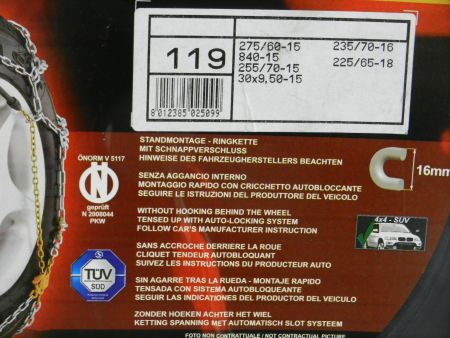 119
275/60-15 235/70-16
840-15 225/65-18
255/70-15
30x9,50-15
8 012385 025099
STANDMONTAGE - RINGKETTE
MIT SCHNAPPVERSCHLUSS
HINWEISE DES FAHRZEUGHERSTELLERS BEACHTEN
ÖNORM V 5117
N
geprüft
N 2008044
PKW
16mm
SENZA AGGANCIO INTERNO
MONTAGGIO RAPIDO CON CRICCHETTO AUTOBLOCCANTE
SEGUIRE LE ISTRUZIONI DEL PRODUTTORE DEL VEICOLO
WITHOUT HOOKING BEHIND THE WHEEL
TENSED UP WITH AUTO-LOCKING SYSTEM
FOLLOW CAR'S MANUFACTURER INSTRUCTION
4x4 - SUV
SANS ACCROCHE DERRIERE LA ROUE
CLIQUET TENDEUR AUTOBLOQUANT
SUIVEZ LES INSTRUCTIONS DU PRODUCTEUR AUTO
TÜV
SÜD
SIN AGARRE TRAS LA RUEDA - MONTAJE RAPIDO
TENSADA CON SISTEMA AUTOBLOQUEANTE
SEGUIR LAS INDICATIONES DEL PRODUCTOR DEL VEICULO
ZONDER HOEKEN ACHTER HET WIEL
KETTING SPANNING MET AUTOMATISCH SLOT SYSTEEM
FOTO NON CONTRATTUALE / NOT CONTRACTUAL PICTURE